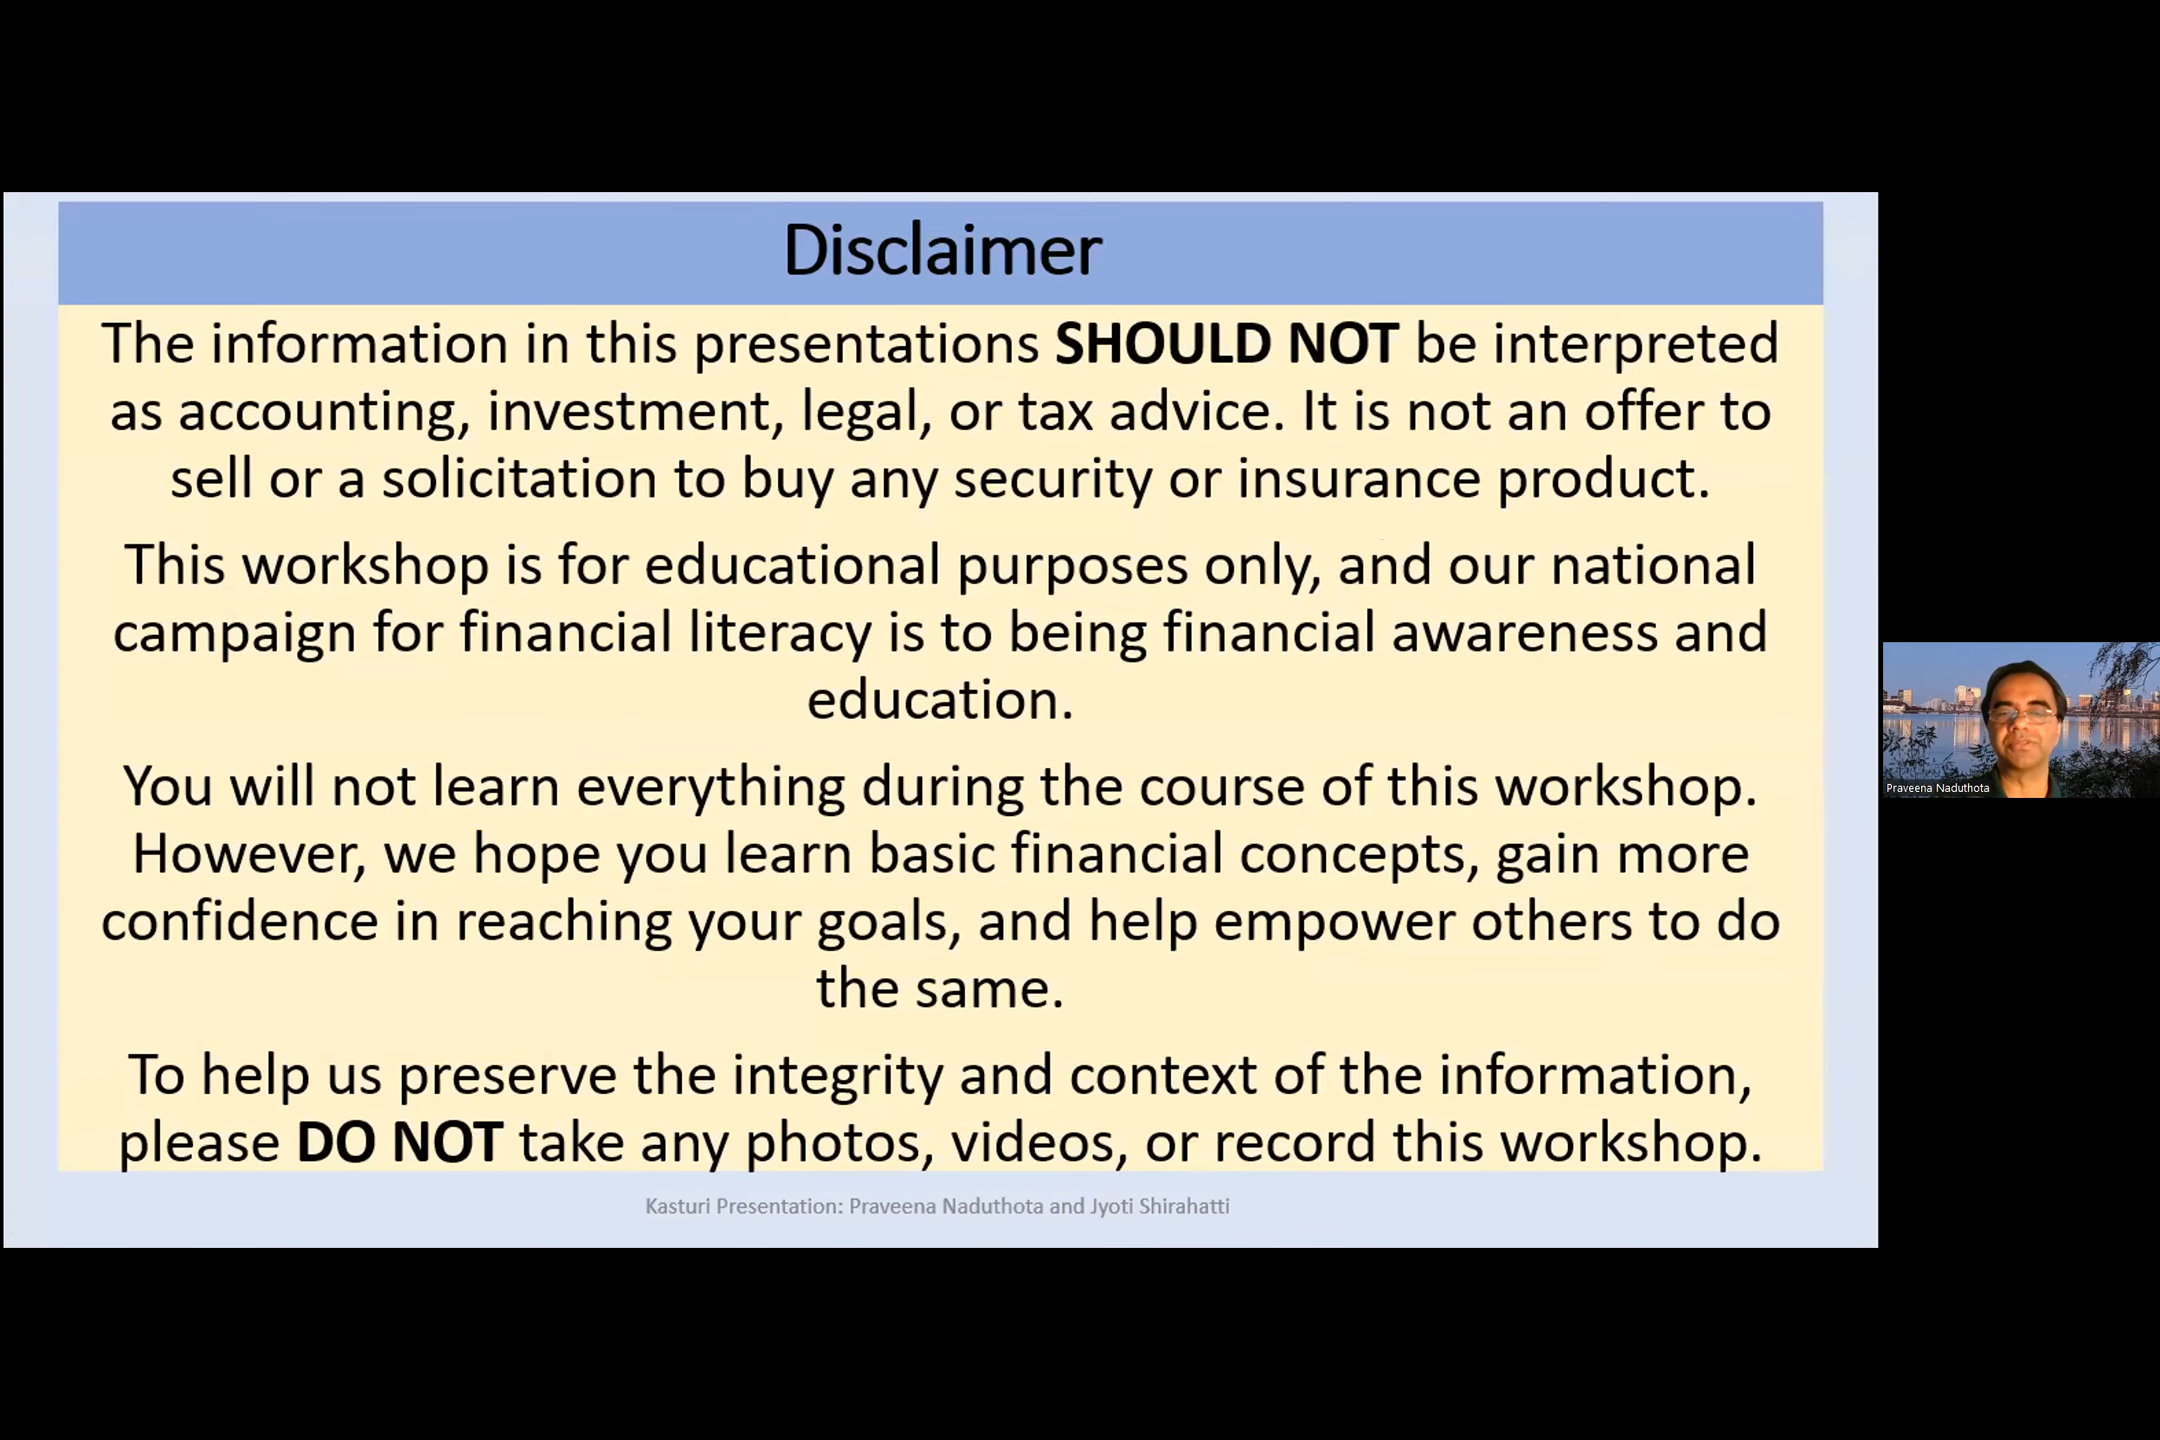 Disclaimer
The information in this presentations SHOULD NOT be interpreted
as accounting, investment, legal, or tax advice. It is not an offer to
sell or a solicitation to buy any security or insurance product.
This workshop is for educational purposes only, and our national
campaign for financial literacy is to being financial awareness and
education.
You will not learn everything during the course of this workshop.
However, we hope you learn basic financial concepts, gain more
confidence in reaching your goals, and help empower others to do
the same.
To help us preserve the integrity and context of the information,
please DO NOT take any photos, videos, or record this workshop.
Kasturi Presentation: Praveena Naduthota and Jyoti Shirahatti
Praveena Naduthota